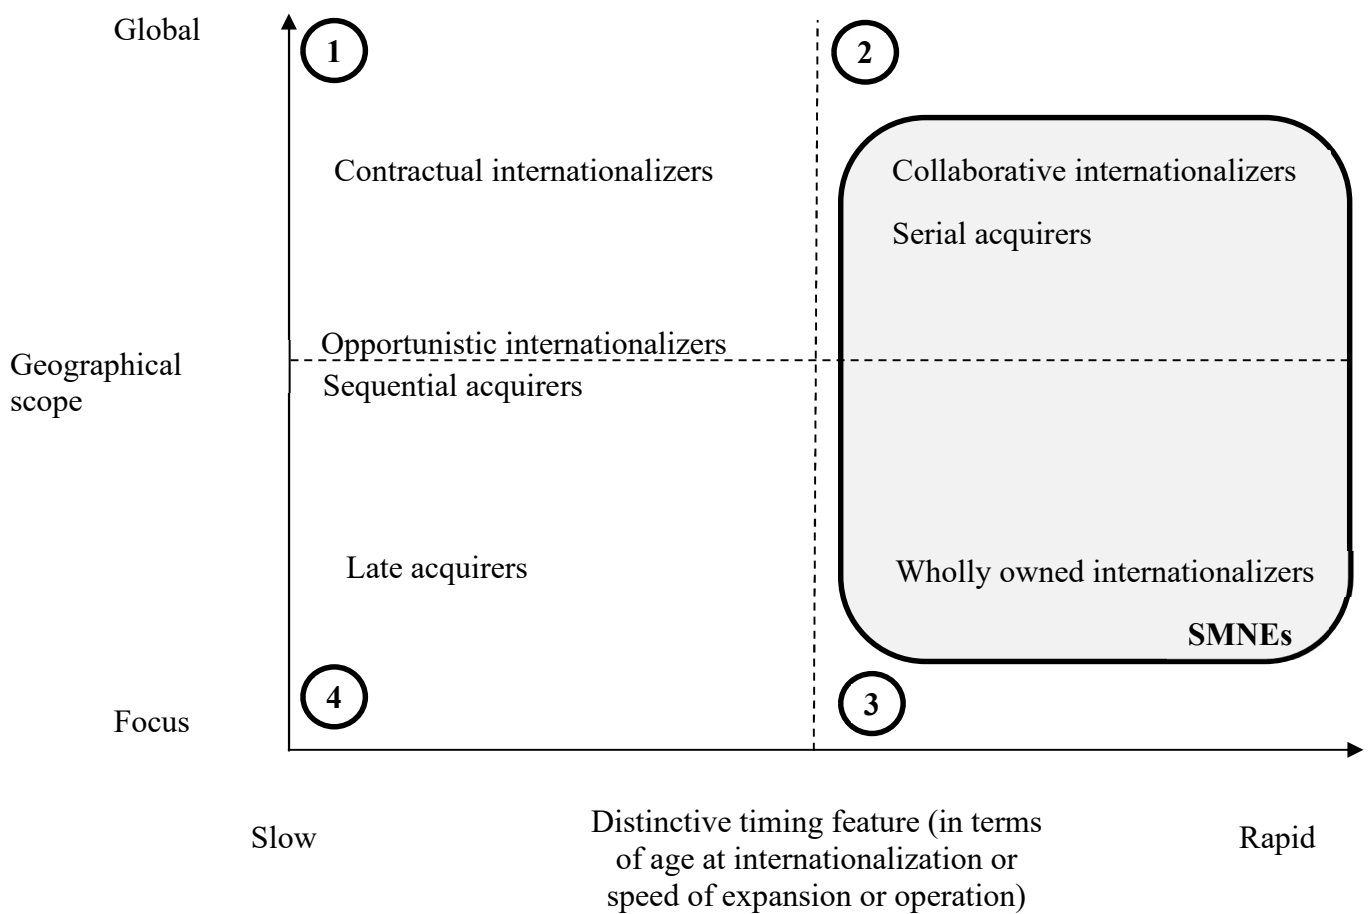 Global
1
2
Contractual internationalizers
Collaborative internationalizers
Serial acquirers
Opportunistic internationalizers
Geographical
scope
Sequential acquirers
Late acquirers
Wholly owned internationalizers
SMNEs
4
3
Focus
Slow
Distinctive timing feature (in terms
of age at internationalization or
speed of expansion or operation)
Rapid